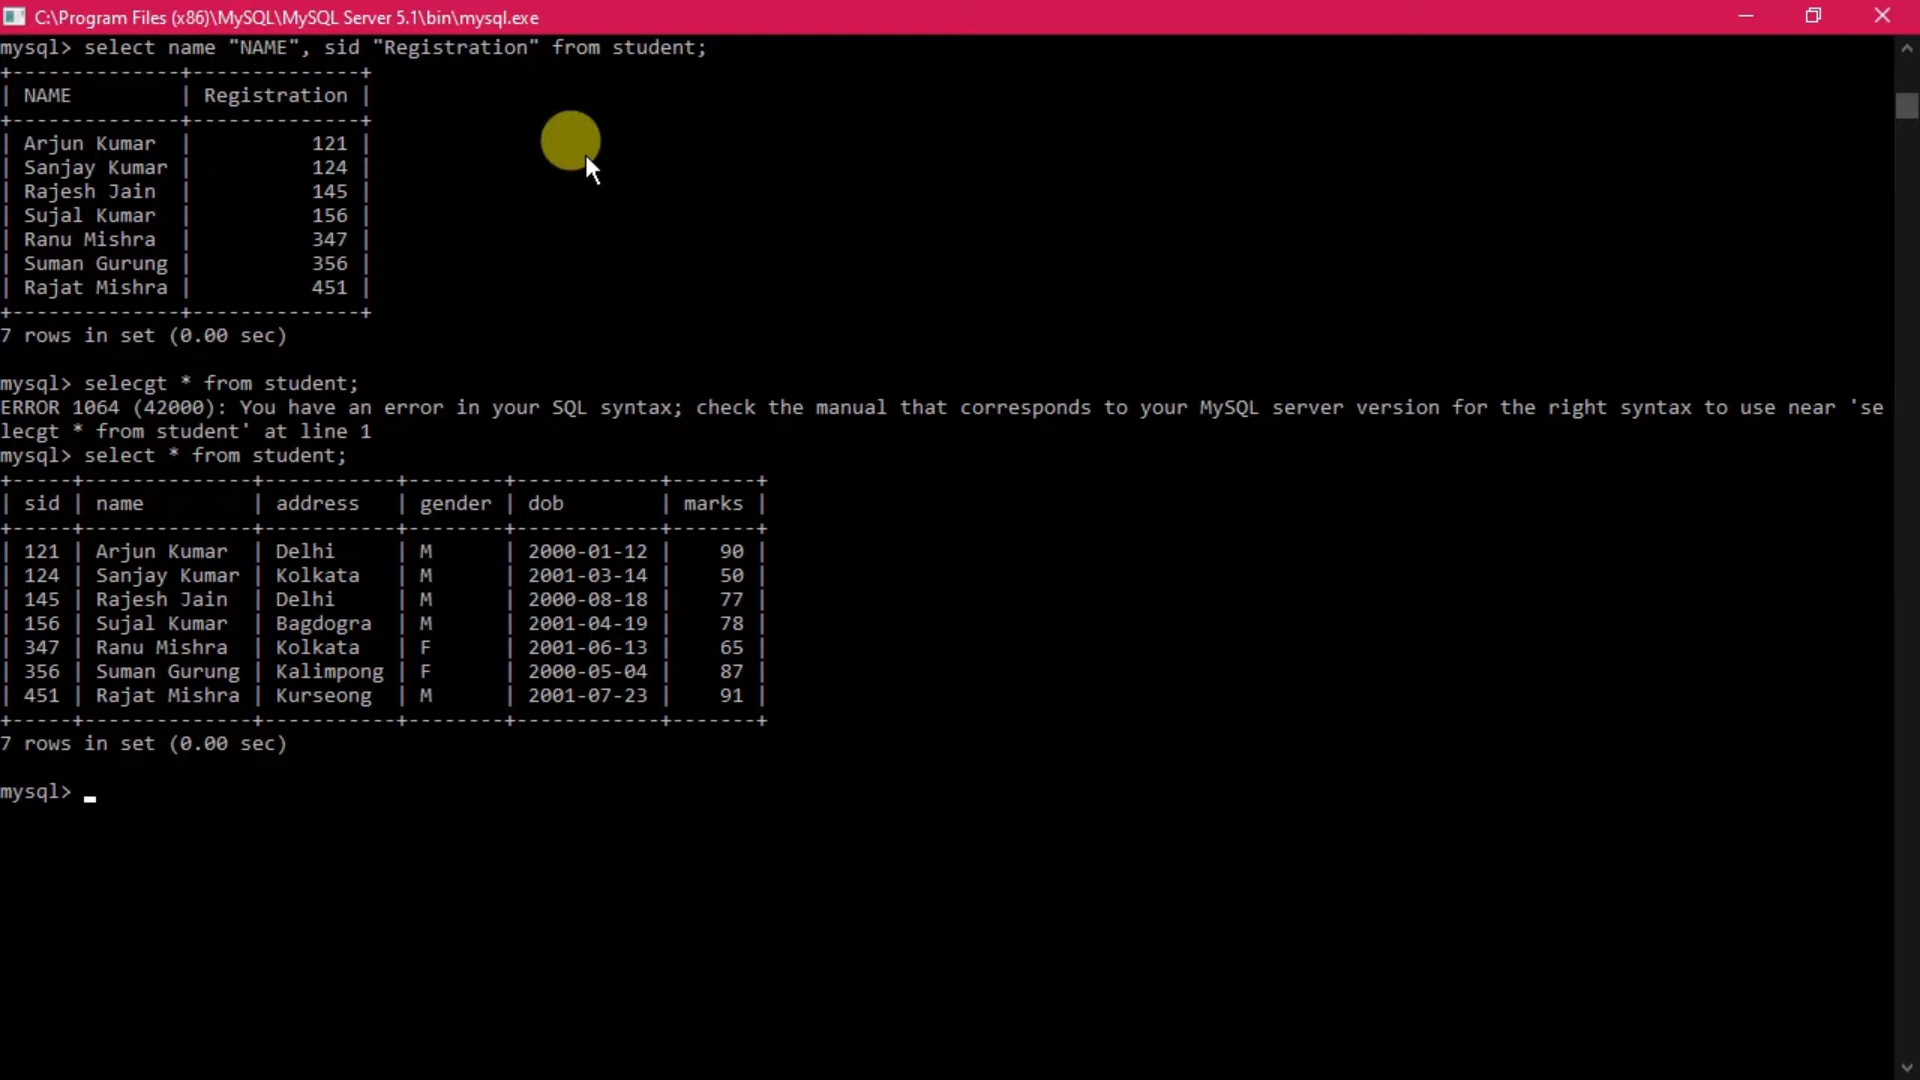 C:\Program Files (x86)\MySQL\MySQL Server 5.1\bin\mysql.exe
mysql> select name "NAME", sid "Registration" from student;
+--------------+--------------+
| NAME         | Registration |
+--------------+--------------+
| Arjun Kumar  |          121 |
| Sanjay Kumar |          124 |
| Rajesh Jain  |          145 |
| Sujal Kumar  |          156 |
| Ranu Mishra  |          347 |
| Suman Gurung |          356 |
| Rajat Mishra |          451 |
+--------------+--------------+
7 rows in set (0.00 sec)
mysql> selecgt * from student;
ERROR 1064 (42000): You have an error in your SQL syntax; check the manual that corresponds to your MySQL server version for the right syntax to use near 'se
lecgt * from student' at line 1
mysql> select * from student;
+-----+--------------+-----------+--------+------------+-------+
| sid | name         | address   | gender | dob        | marks |
+-----+--------------+-----------+--------+------------+-------+
| 121 | Arjun Kumar  | Delhi     | M      | 2000-01-12 |    90 |
| 124 | Sanjay Kumar | Kolkata   | M      | 2001-03-14 |    50 |
| 145 | Rajesh Jain  | Delhi     | M      | 2000-08-18 |    77 |
| 156 | Sujal Kumar  | Bagdogra  | M      | 2001-04-19 |    78 |
| 347 | Ranu Mishra  | Kolkata   | F      | 2001-06-13 |    65 |
| 356 | Suman Gurung | Kalimpong | F      | 2000-05-04 |    87 |
| 451 | Rajat Mishra | Kurseong  | M      | 2001-07-23 |    91 |
+-----+--------------+-----------+--------+------------+-------+
7 rows in set (0.00 sec)
mysql> _